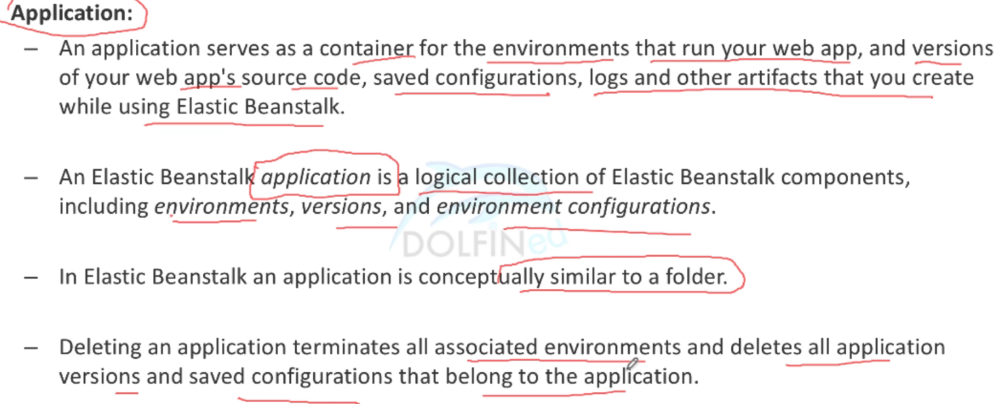 Application:
– An application serves as a container for the environments that run your web app, and versions
of your web app's source code, saved configurations, logs and other artifacts that you create
while using Elastic Beanstalk.
– An Elastic Beanstalk application is a logical collection of Elastic Beanstalk components,
including environments, versions, and environment configurations.
DOLFINed
– In Elastic Beanstalk an application is conceptually similar to a folder.
– Deleting an application terminates all associated environments and deletes all application
versions and saved configurations that belong to the application.